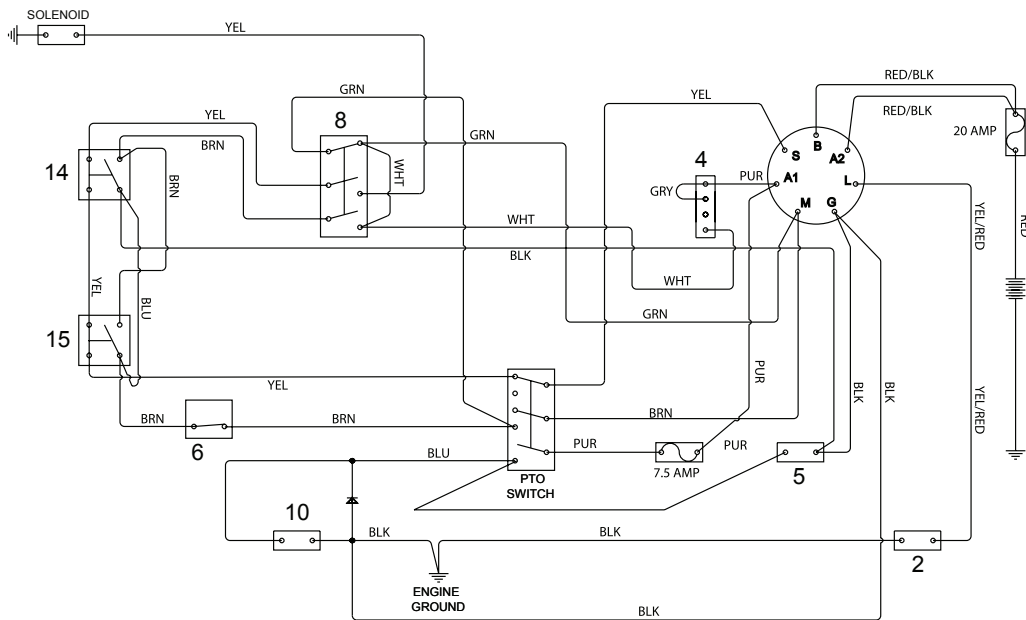 SOLENOID
YEL
RED/BLK
GRN
YEL
B
RED/BLK
YEL
8
GRN
20 AMP
BRN
4
S
A2
14
WHT
PUR
A1
L
BRN
GRY
M
G
WHT
YEL/RED
RED
BLK
YEL
BLU
WHT
GRN
15
PUR
YEL
BLK
BLK
YEL/RED
BRN
BRN
BRN
6
PUR
PUR
BLU
7.5 AMP
5
PTO
SWITCH
10
BLK
BLK
2
ENGINE
GROUND
BLK